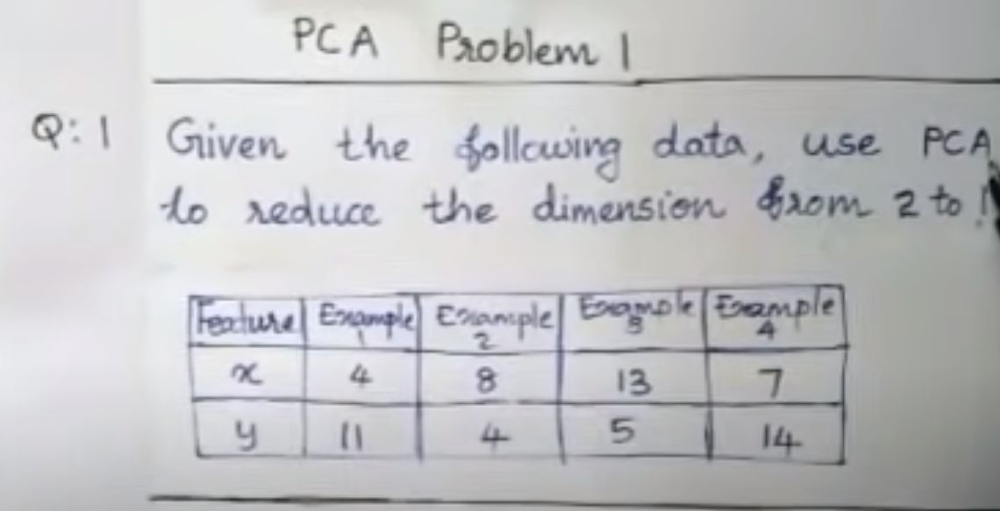 PCA Problem 1
Q: 1 Given the following data, use PCA
to reduce the dimension from 2 to 1
Feature Example 1 Example 2 Example 3 Example 4
x 4 8 13 7
y 11 4 5 14